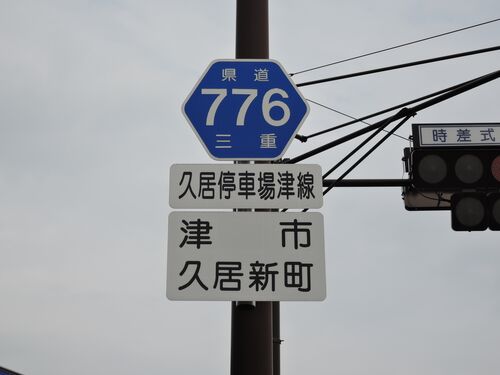 県道
776
三重
久居停車場津線
津市
久居新町
時差式